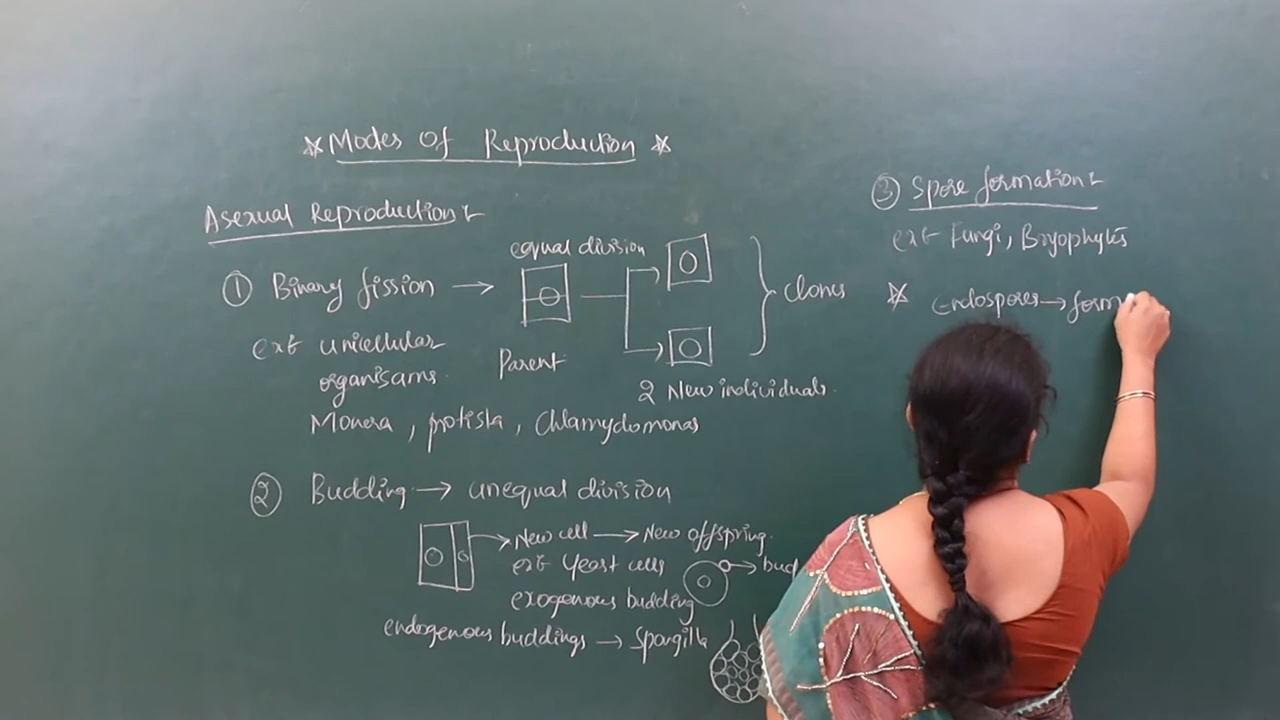 ☆ Modes of Reproduction ☆
Asexual Reproduction :-
① Binary fission → equal division
Parent
2 New individuals.
clones
ex:- unicellular
organisams.
Monera, protista, Chlamydomonas
② Budding → unequal division
New cell → New offspring.
ex:- Yeast cells
→ bud
exogenous budding
endogenous buddings → Spongilla
③ Spore formation :-
ex:- Fungi, Bryophytes
☆ Endospores → form